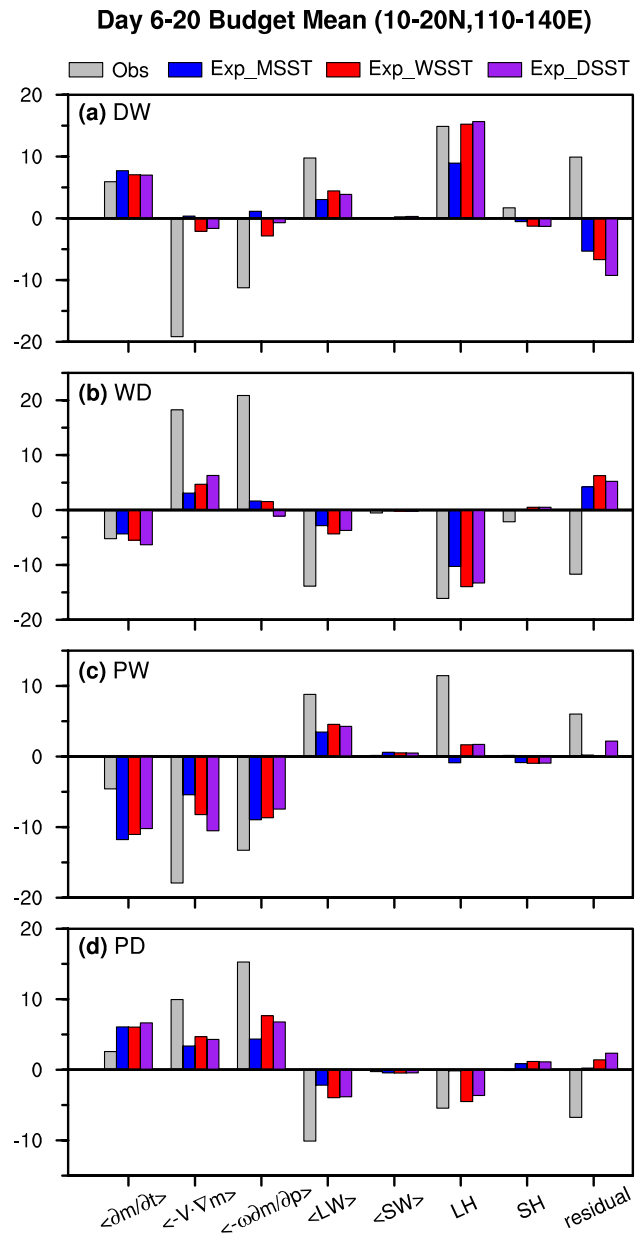 Day 6-20 Budget Mean (10-20N,110-140E)
Obs Exp_MSST Exp_WSST Exp_DSST
(a) DW
20
10
0
-10
-20
(b) WD
20
10
0
-10
-20
(c) PW
10
0
-10
-20
(d) PD
20
10
0
-10
<∂m/∂t> <-V·∇m> <-ω∂m/∂p> <LW> <SW> LH SH residual